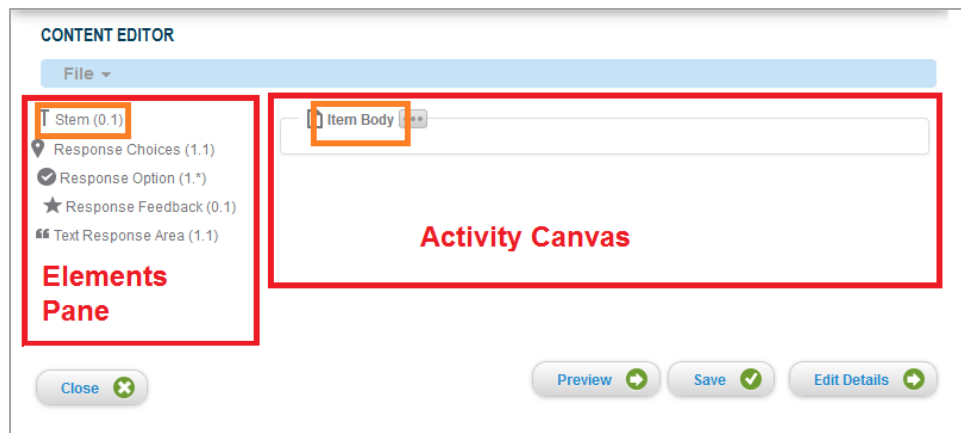 CONTENT EDITOR
File
Stem (0.1)
Response Choices (1.1)
Response Option (1.*)
Response Feedback (0.1)
Text Response Area (1.1)
Elements
Pane
Item Body
Activity Canvas
Close
Preview
Save
Edit Details